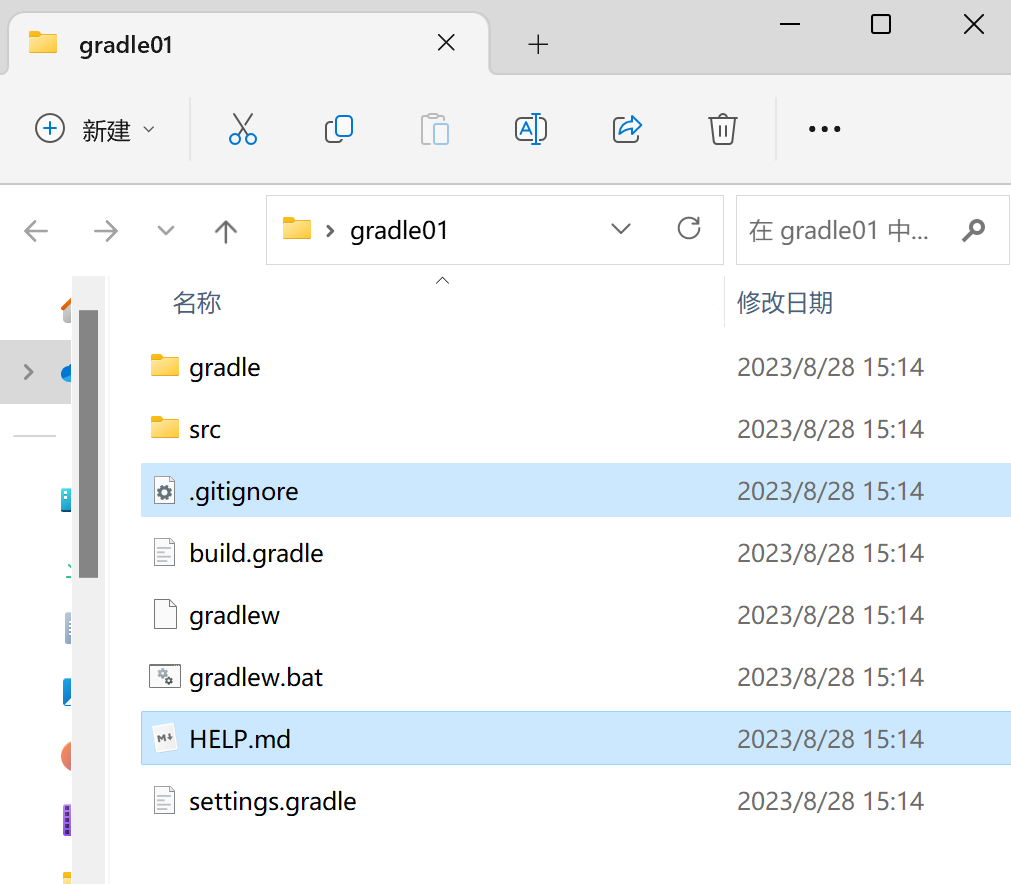 gradle01
新建
gradle01
在 gradle01 中...
名称 修改日期
gradle 2023/8/28 15:14
src 2023/8/28 15:14
.gitignore 2023/8/28 15:14
build.gradle 2023/8/28 15:14
gradlew 2023/8/28 15:14
gradlew.bat 2023/8/28 15:14
HELP.md 2023/8/28 15:14
settings.gradle 2023/8/28 15:14